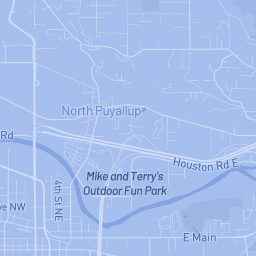 North Puyallup
Rd
Houston Rd E
Mike and Terry's
Outdoor Fun Park
4th St NE
ve NW
E Main